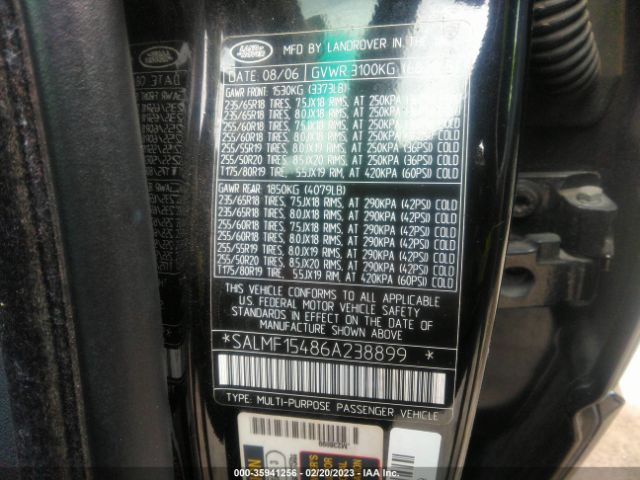 LAND ROVER
MFD BY LANDROVER IN THE
DATE 08/06 GVWR 3100KG
GAWR FRONT: 1530KG (3373LB)
235/65R18 TIRES, 7.5JX18 RIMS, AT 250KPA
235/65R18 TIRES, 8.0JX18 RIMS, AT 250KPA
255/60R18 TIRES, 7.5JX18 RIMS, AT 250KPA
255/60R18 TIRES, 8.0JX18 RIMS, AT 250KPA (36PSI) COLD
255/55R19 TIRES, 8.0JX19 RIMS, AT 250KPA (36PSI) COLD
255/50R20 TIRES, 8.5JX20 RIMS, AT 250KPA (36PSI) COLD
T175/80R19 TIRES, 5.5JX19 RIM, AT 420KPA (60PSI) COLD
GAWR REAR 1850KG (4079LB)
235/65R18 TIRES, 7.5JX18 RIMS, AT 290KPA (42PSI) COLD
235/65R18 TIRES, 8.0JX18 RIMS, AT 290KPA (42PSI) COLD
255/60R18 TIRES, 7.5JX18 RIMS, AT 290KPA (42PSI) COLD
255/60R18 TIRES, 8.0JX18 RIMS, AT 290KPA (42PSI) COLD
255/55R19 TIRES, 8.0JX19 RIMS, AT 290KPA (42PSI) COLD
255/50R20 TIRES, 8.5JX20 RIMS, AT 290KPA (42PSI) COLD
T175/80R19 TIRES, 5.5JX19 RIM, AT 420KPA (60PSI) COLD
THIS VEHICLE CONFORMS TO ALL APPLICABLE
U.S. FEDERAL MOTOR VEHICLE SAFETY
STANDARDS IN EFFECT ON THE DATE OF
MANUFACTURE SHOWN ABOVE
*SALMF15486A238899 *
TYPE: MULTI-PURPOSE PASSENGER VEHICLE
000-35941256 - 02/20/2023 - IAAI.COM